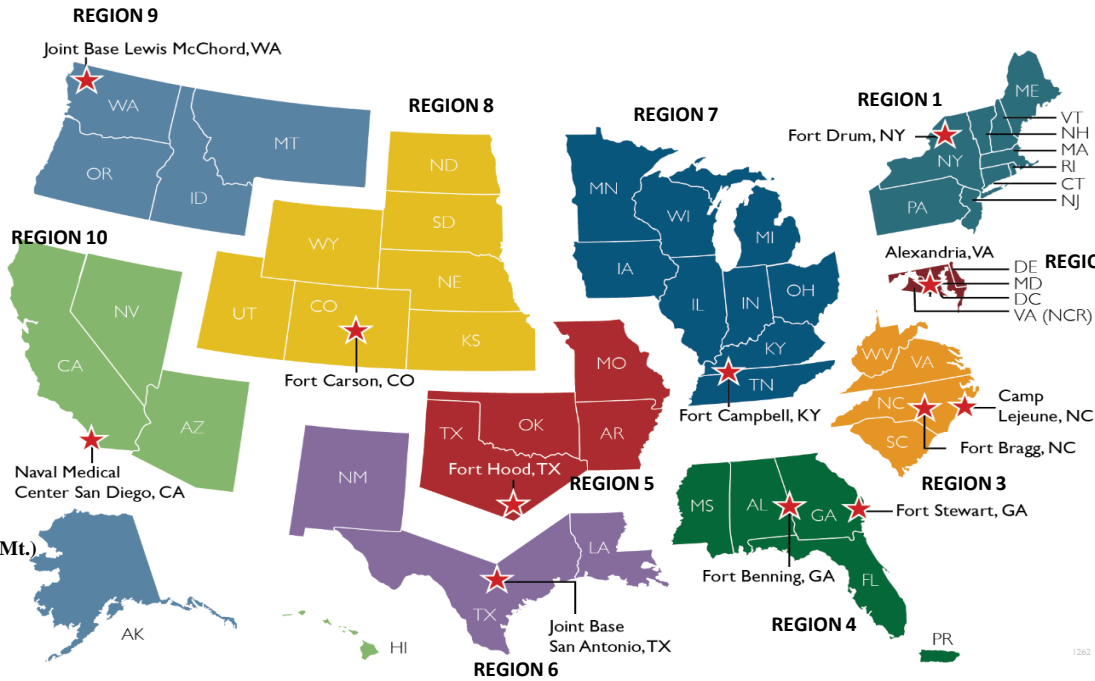 REGION 9
Joint Base Lewis McChord, WA
WA
MT
OR
ID
REGION 8
ND
SD
WY
NE
UT
CO
KS
Fort Carson, CO
REGION 7
MN
WI
MI
IA
IL
IN
OH
KY
TN
Fort Campbell, KY
REGION 1
Fort Drum, NY
ME
VT
NH
MA
RI
CT
NJ
NY
PA
Alexandria, VA
REGIO
DE
MD
DC
VA (NCR)
REGION 10
NV
CA
AZ
Naval Medical
Center San Diego, CA
MO
OK
TX
AR
Fort Hood, TX
REGION 5
WV
VA
NC
SC
Camp
Lejeune, NC
Fort Bragg, NC
REGION 3
NM
LA
TX
Joint Base
San Antonio, TX
REGION 6
MS
AL
GA
FL
Fort Stewart, GA
Fort Benning, GA
REGION 4
PR
Mt.)
AK
HI
1262